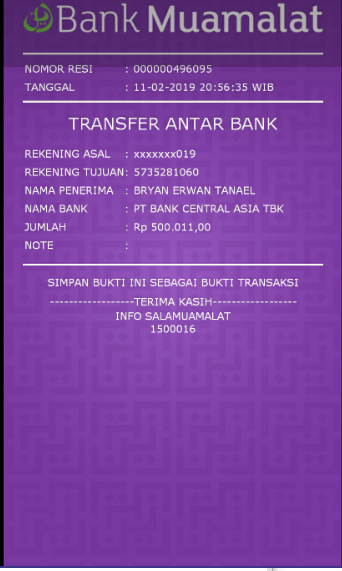 Bank Muamalat
NOMOR RESI : 000000496095
TANGGAL : 11-02-2019 20:56:35 WIB
TRANSFER ANTAR BANK
REKENING ASAL : xxxxxxx019
REKENING TUJUAN: 5735281060
NAMA PENERIMA : BRYAN ERWAN TANAEL
NAMA BANK : PT BANK CENTRAL ASIA TBK
JUMLAH : Rp 500.011,00
NOTE :
SIMPAN BUKTI INI SEBAGAI BUKTI TRANSAKSI
------------------TERIMA KASIH------------------
INFO SALAMUAMALAT
1500016